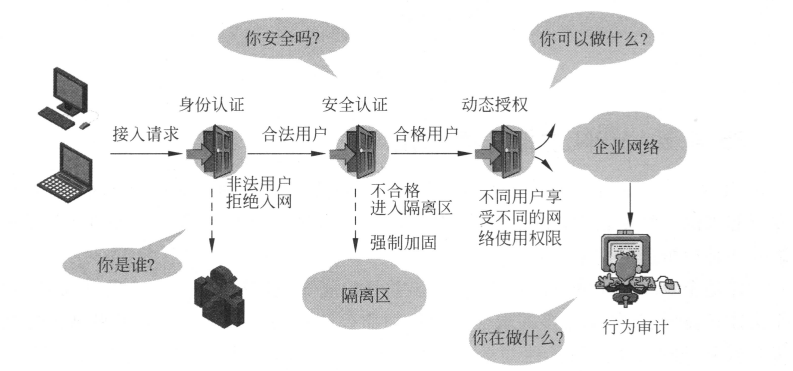 你安全吗?
你可以做什么?
身份认证
安全认证
动态授权
接入请求
合法用户
合格用户
企业网络
非法用户
拒绝入网
不合格
进入隔离区
不同用户享
受不同的网
络使用权限
强制加固
你是谁?
隔离区
行为审计
你在做什么?